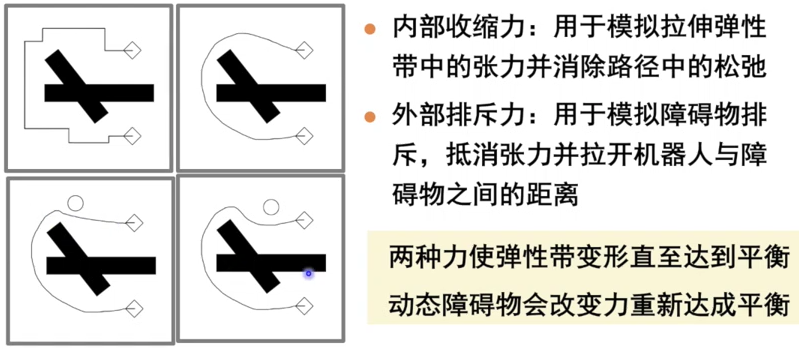 内部收缩力：用于模拟拉伸弹性
带中的张力并消除路径中的松弛
外部排斥力：用于模拟障碍物排
斥，抵消张力并拉开机器人与障
碍物之间的距离
两种力使弹性带变形直至达到平衡
动态障碍物会改变力重新达成平衡